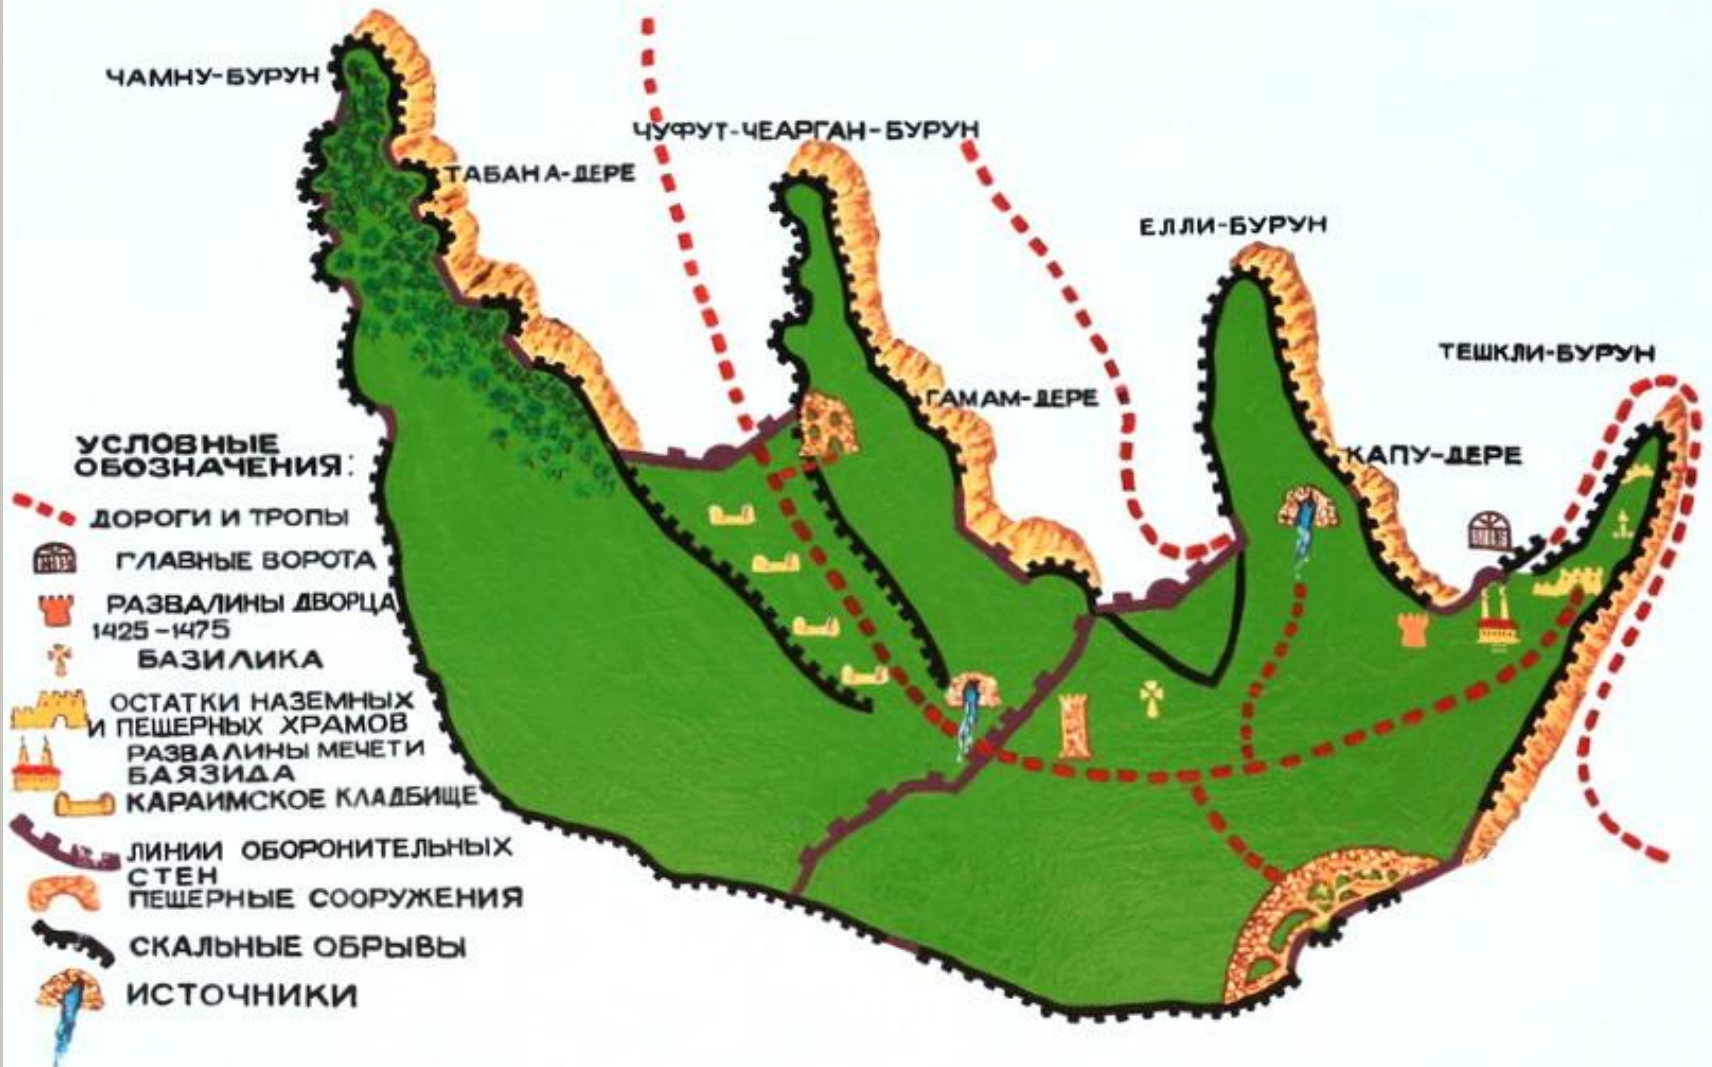 ЧАМНУ-БУРУН
ЧУФУТ-ЧЕАРГАН-БУРУН
ТАБАНА-ДЕРЕ
ЕЛЛИ-БУРУН
ТЕШКЛИ-БУРУН
ГАМАМ-ДЕРЕ
КАПУ-ДЕРЕ
УСЛОВНЫЕ
ОБОЗНАЧЕНИЯ:
ДОРОГИ И ТРОПЫ
ГЛАВНЫЕ ВОРОТА
РАЗВАЛИНЫ ДВОРЦА
1425-1475
БАЗИЛИКА
ОСТАТКИ НАЗЕМНЫХ
И ПЕЩЕРНЫХ ХРАМОВ
РАЗВАЛИНЫ МЕЧЕТИ
БАЯЗИДА
КАРАИМСКОЕ КЛАДБИЩЕ
ЛИНИИ ОБОРОНИТЕЛЬНЫХ
СТЕН
ПЕЩЕРНЫЕ СООРУЖЕНИЯ
СКАЛЬНЫЕ ОБРЫВЫ
ИСТОЧНИКИ